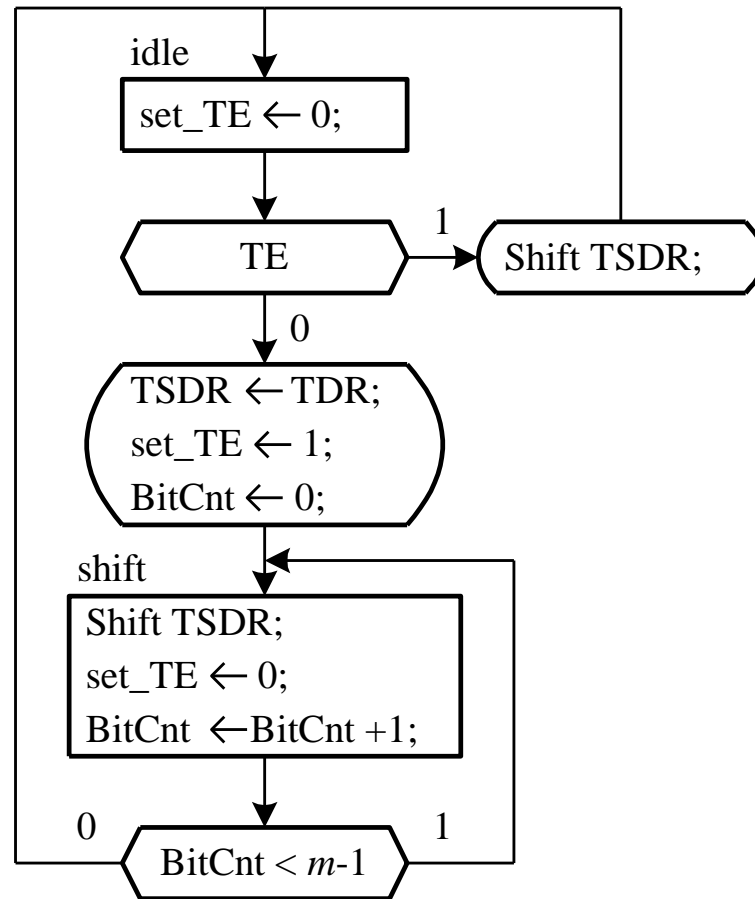 idle
set_TE ← 0;
TE
1
Shift TSDR;
0
TSDR ← TDR;
set_TE ← 1;
BitCnt ← 0;
shift
Shift TSDR;
set_TE ← 0;
BitCnt ←BitCnt +1;
0
BitCnt < m-1
1